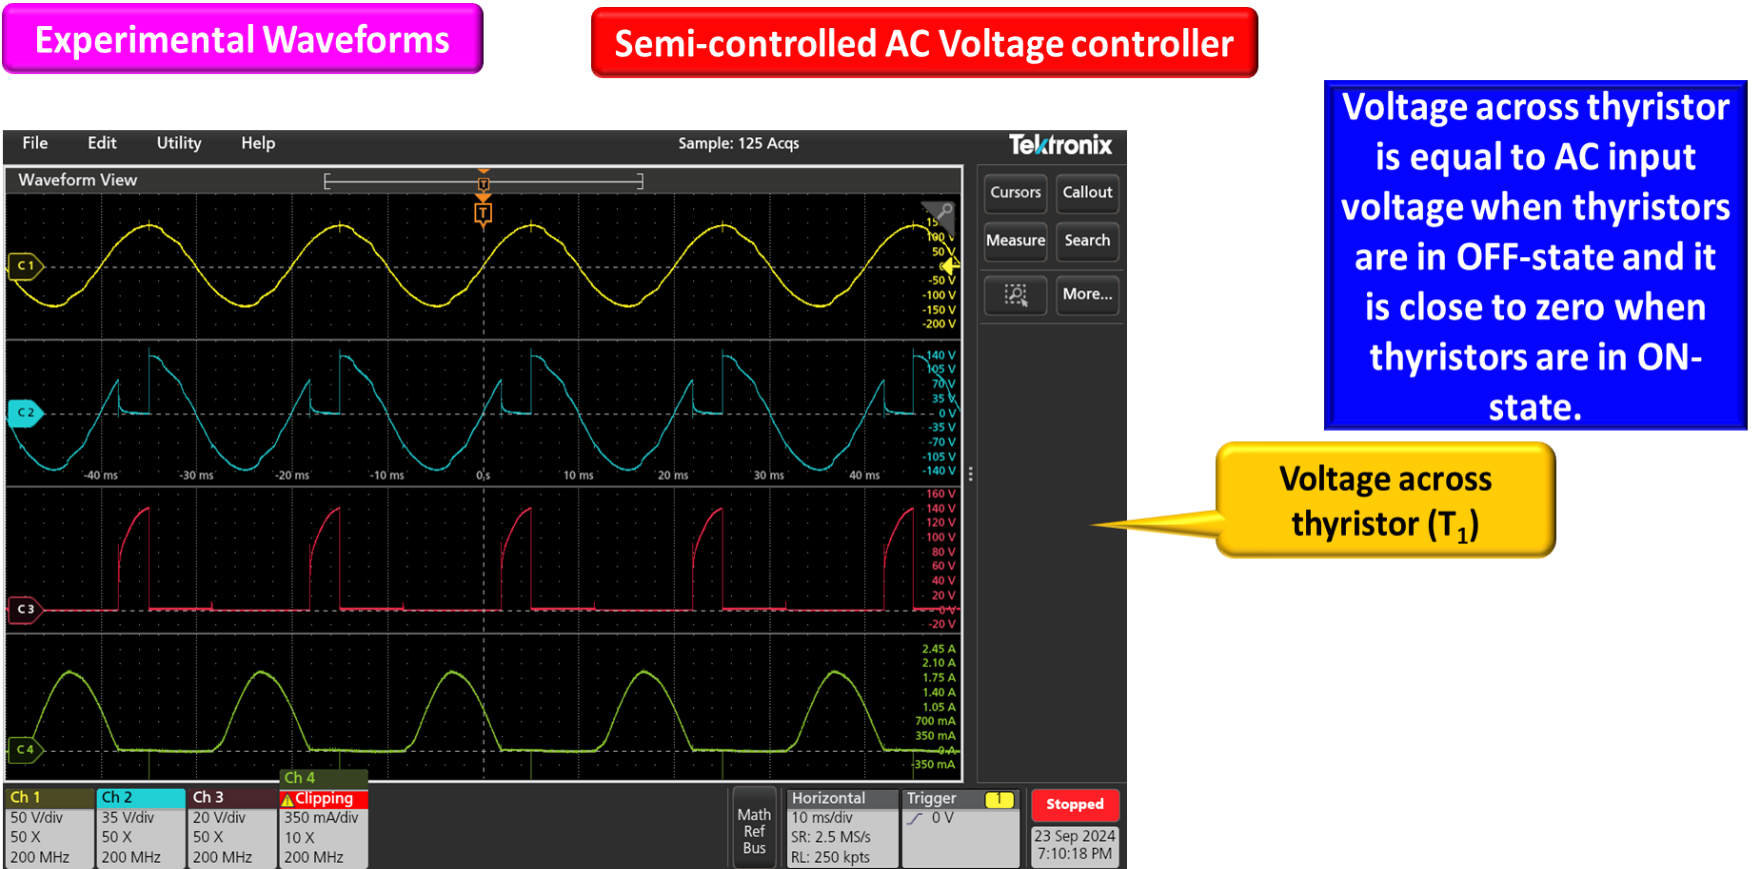 Experimental Waveforms
Semi-controlled AC Voltage controller
Voltage across thyristor
is equal to AC input
voltage when thyristors
are in OFF-state and it
is close to zero when
thyristors are in ON-
state.
Voltage across
thyristor (T1)
File Edit Utility Help Sample: 125 Acqs Tektronix
Waveform View
T
T
Cursors Callout
Measure Search
More...
C 1
100 V
50 V
-50 V
-100 V
-150 V
-200 V
C 2
140 V
105 V
70 V
35 V
0 V
-35 V
-70 V
-105 V
-140 V
-40 ms -30 ms -20 ms -10 ms 0 s 10 ms 20 ms 30 ms 40 ms
C 3
160 V
140 V
120 V
100 V
80 V
60 V
40 V
20 V
0 V
-20 V
C 4
2.45 A
2.10 A
1.75 A
1.40 A
1.05 A
700 mA
350 mA
0 A
-350 mA
Ch 1
50 V/div
50 X
200 MHz
Ch 2
35 V/div
50 X
200 MHz
Ch 3
20 V/div
50 X
200 MHz
Ch 4
Clipping
350 mA/div
10 X
200 MHz
Math
Ref
Bus
Horizontal
10 ms/div
SR: 2.5 MS/s
RL: 250 kpts
Trigger 1
0 V
Stopped
23 Sep 2024
7:10:18 PM